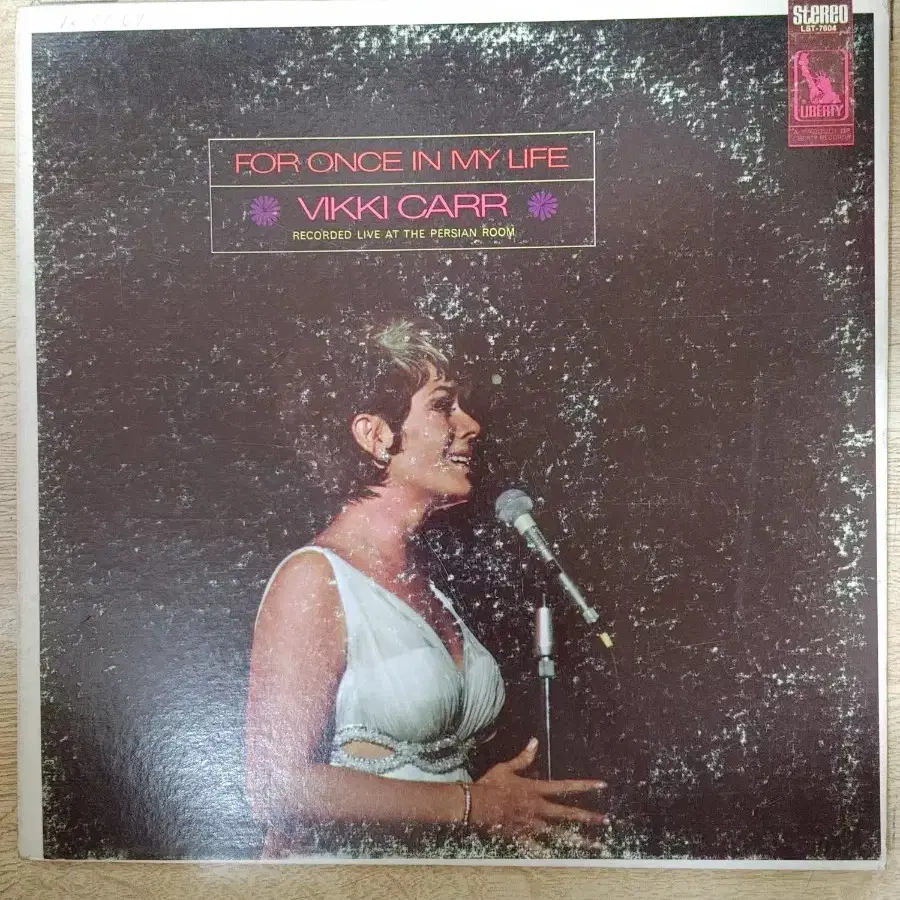 stereo
LST-7604
LIBERTY
FOR ONCE IN MY LIFE
VIKKI CARR
RECORDED LIVE AT THE PERSIAN ROOM